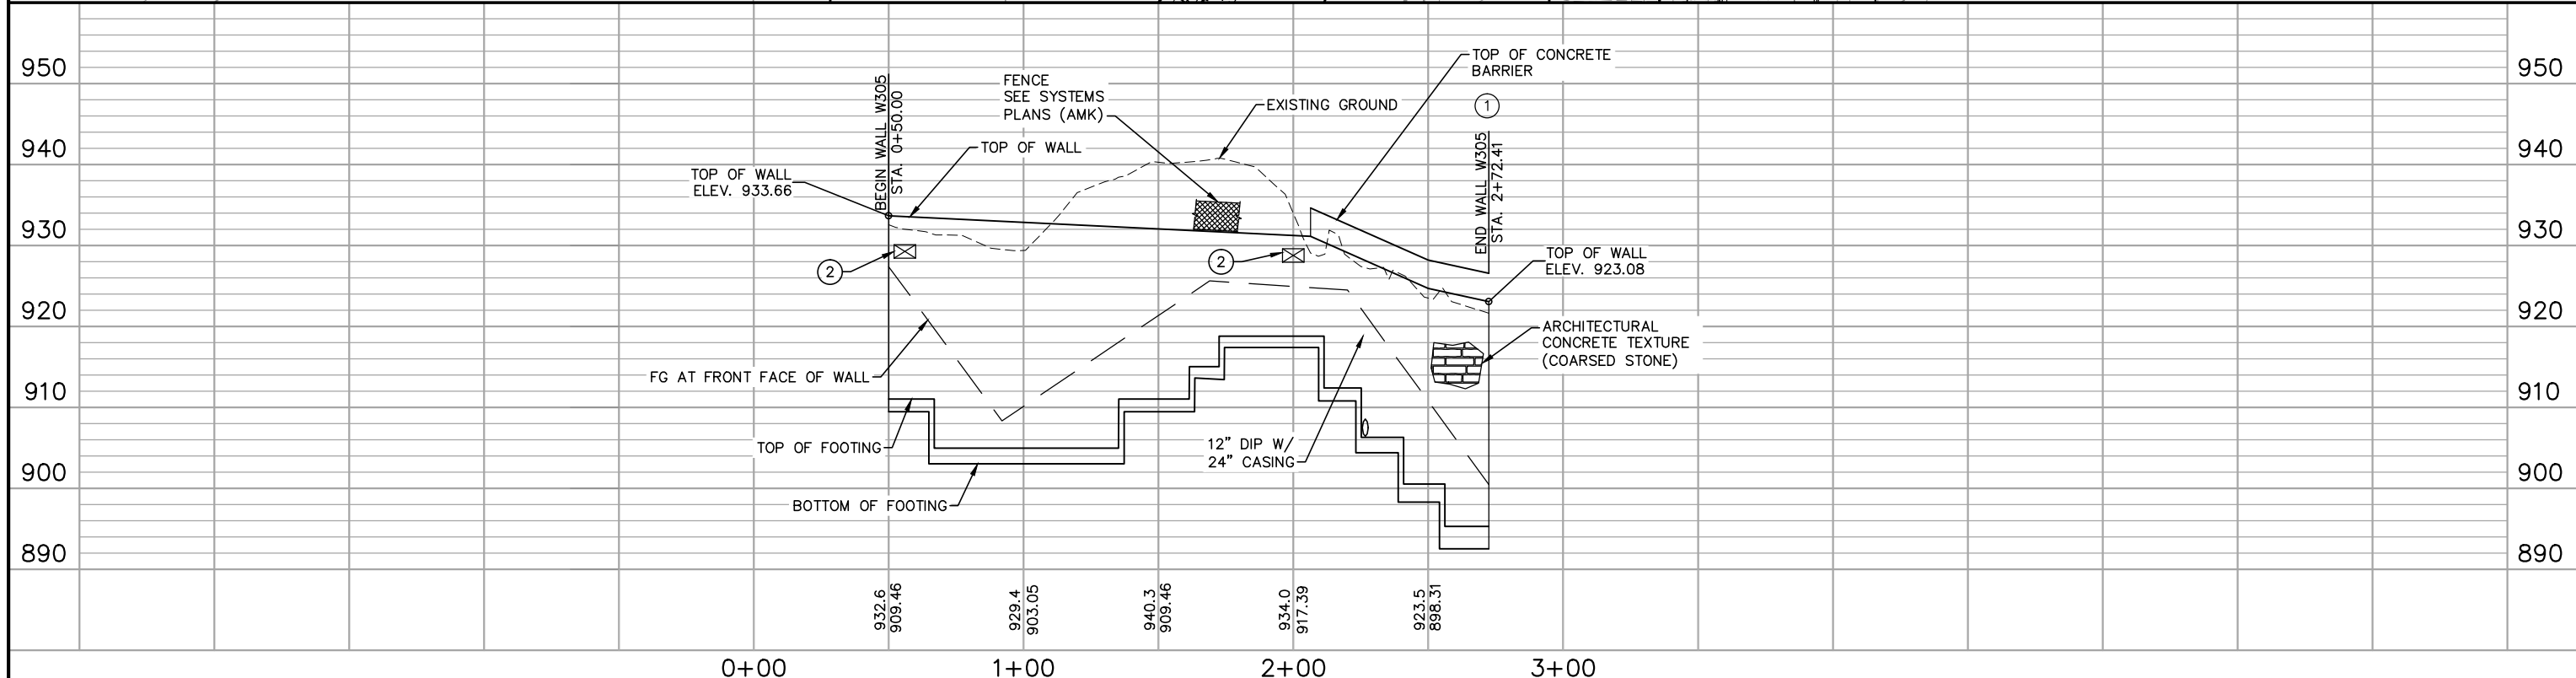 950
940
930
920
910
900
890
BEGIN WALL W305
STA. 0+50.00
FENCE
SEE SYSTEMS
PLANS (AMK)
EXISTING GROUND
TOP OF CONCRETE
BARRIER
1
END WALL W305
STA. 2+72.41
TOP OF WALL
TOP OF WALL
ELEV. 933.66
2
2
TOP OF WALL
ELEV. 923.08
ARCHITECTURAL
CONCRETE TEXTURE
(COARSED STONE)
FG AT FRONT FACE OF WALL
TOP OF FOOTING
BOTTOM OF FOOTING
12" DIP W/
24" CASING
950
940
930
920
910
900
890
932.6
909.46
929.4
903.05
940.3
909.46
934.0
917.39
923.5
898.31
0+00
1+00
2+00
3+00